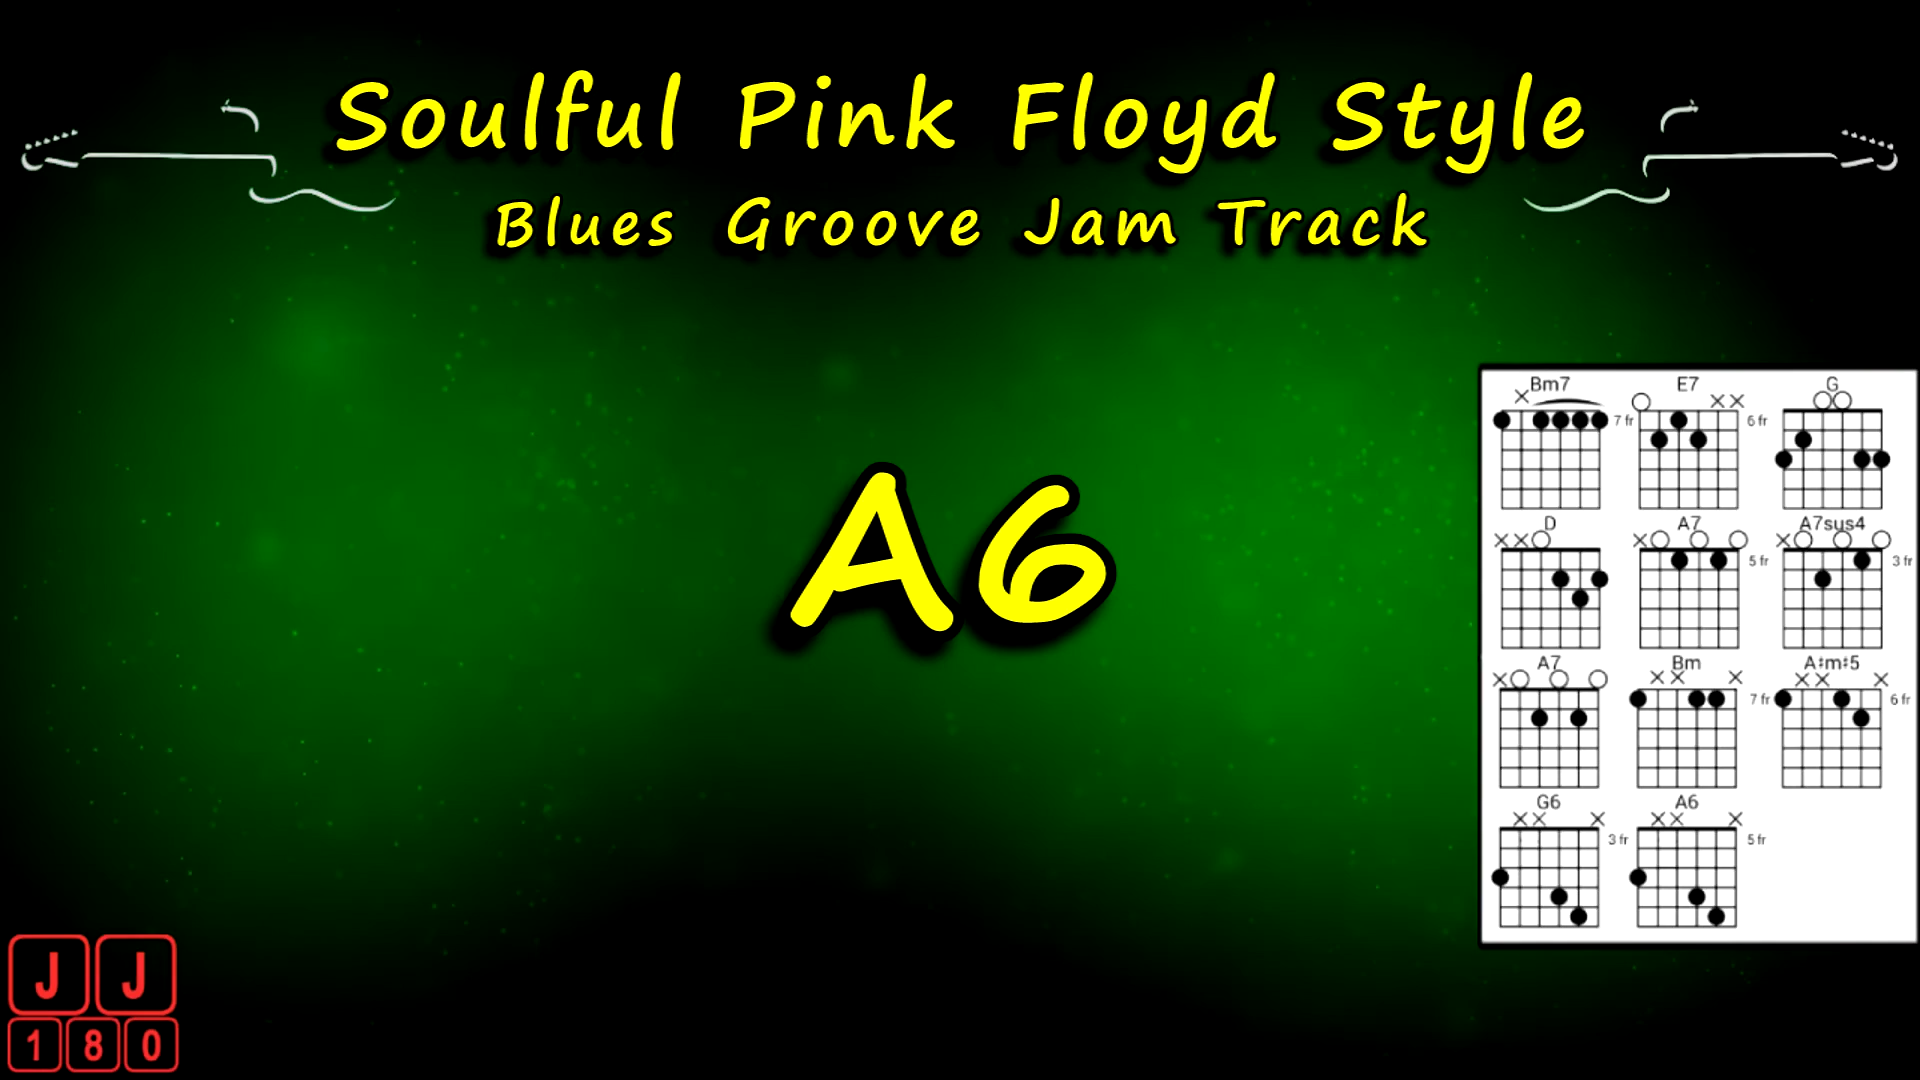 Soulful Pink Floyd Style
Blues Groove Jam Track
A6
Bm7 E7 G
7 fr 6 fr
D A7 A7sus4
5 fr 3 fr
A7 Bm A♯m♯5
7 fr 6 fr
G6 A6
3 fr 5 fr
J J
1 8 0